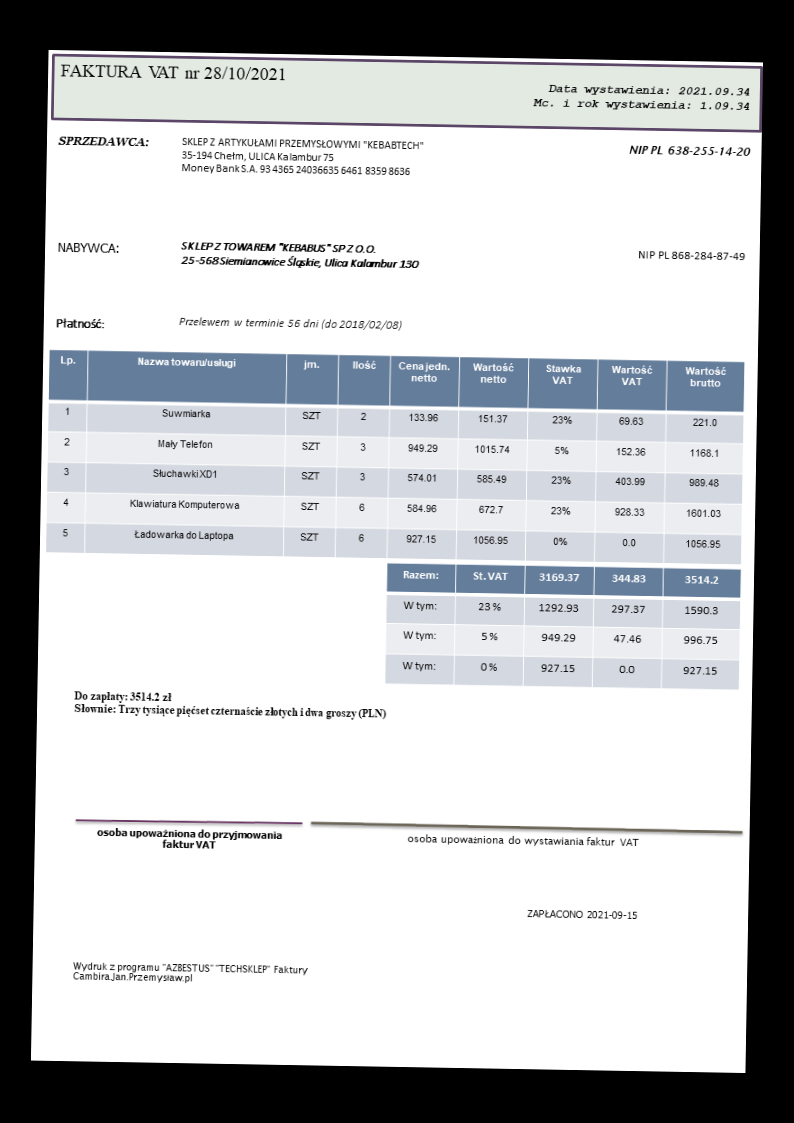 FAKTURA VAT nr 28/10/2021
Data wystawienia: 2021.09.34
Mc. i rok wystawienia: 1.09.34
SPRZEDAWCA:
SKLEP Z ARTYKUŁAMI PRZEMYSŁOWYMI "KEBABTECH"
35-194 Chełm, ULICA Kalambur 75
Money Bank S.A. 93 4365 24036635 6461 8359 8636
NIP PL 638-255-14-20
NABYWCA:
SKLEP Z TOWAREM "KEBABUS" SP Z O.O.
25-568 Siemianowice Śląskie, Ulica Kalambur 130
NIP PL 868-284-87-49
Płatność:
Przelewem w terminie 56 dni (do 2018/02/08)
Lp. Nazwa towaru/usługi jm. Ilość Cena jedn. netto Wartość netto Stawka VAT Wartość VAT Wartość brutto
1 Suwmiarka SZT 2 133.96 151.37 23% 69.63 221.0
2 Mały Telefon SZT 3 949.29 1015.74 5% 152.36 1168.1
3 Słuchawki XD1 SZT 3 574.01 585.49 23% 403.99 989.48
4 Klawiatura Komputerowa SZT 6 584.96 672.7 23% 928.33 1601.03
5 Ładowarka do Laptopa SZT 6 927.15 1056.95 0% 0.0 1056.95
Razem: St. VAT 3169.37 344.83 3514.2
W tym: 23 % 1292.93 297.37 1590.3
W tym: 5 % 949.29 47.46 996.75
W tym: 0 % 927.15 0.0 927.15
Do zapłaty: 3514.2 zł
Słownie: Trzy tysiące pięćset czternaście złotych i dwa groszy (PLN)
osoba upoważniona do przyjmowania
faktur VAT
osoba upoważniona do wystawiania faktur VAT
ZAPŁACONO 2021-09-15
Wydruk z programu "AZBESTUS" "TECHSKLEP" Faktury
Cambira.Jan.Przemysław.pl